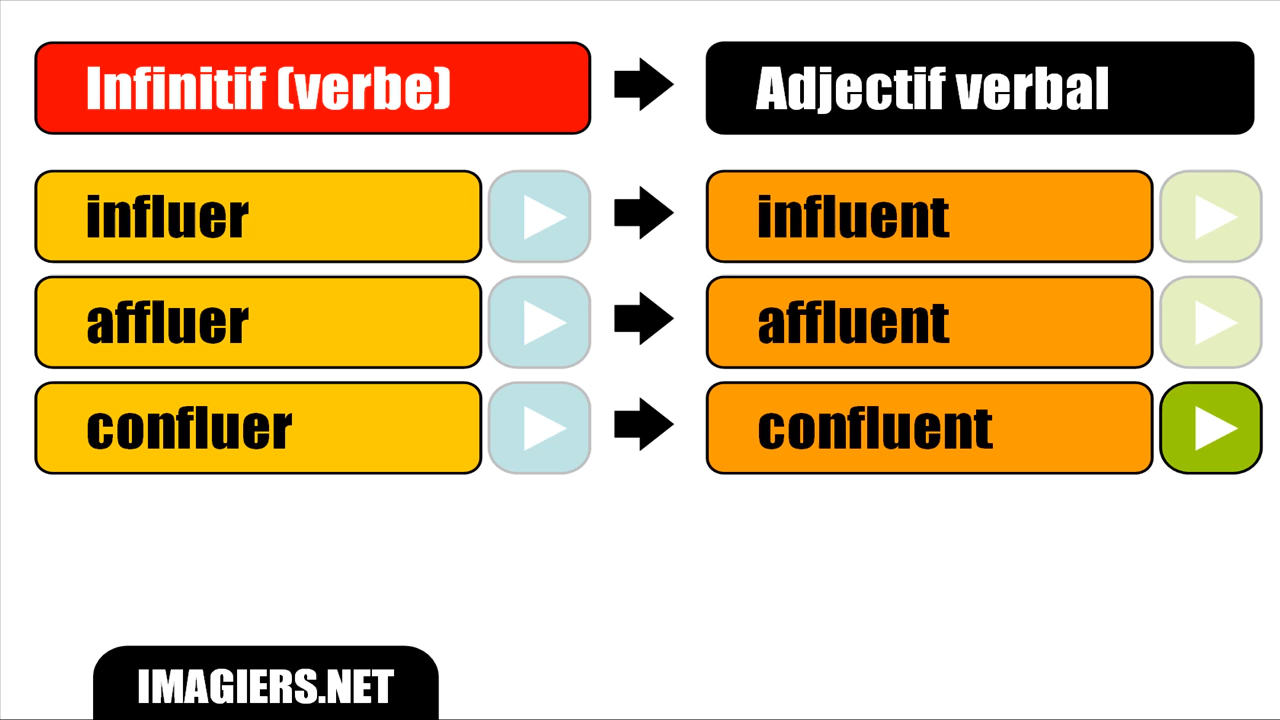 Infinitif (verbe) Adjectif verbal
influer influent
affluer affluent
confluer confluent
IMAGIERS.NET